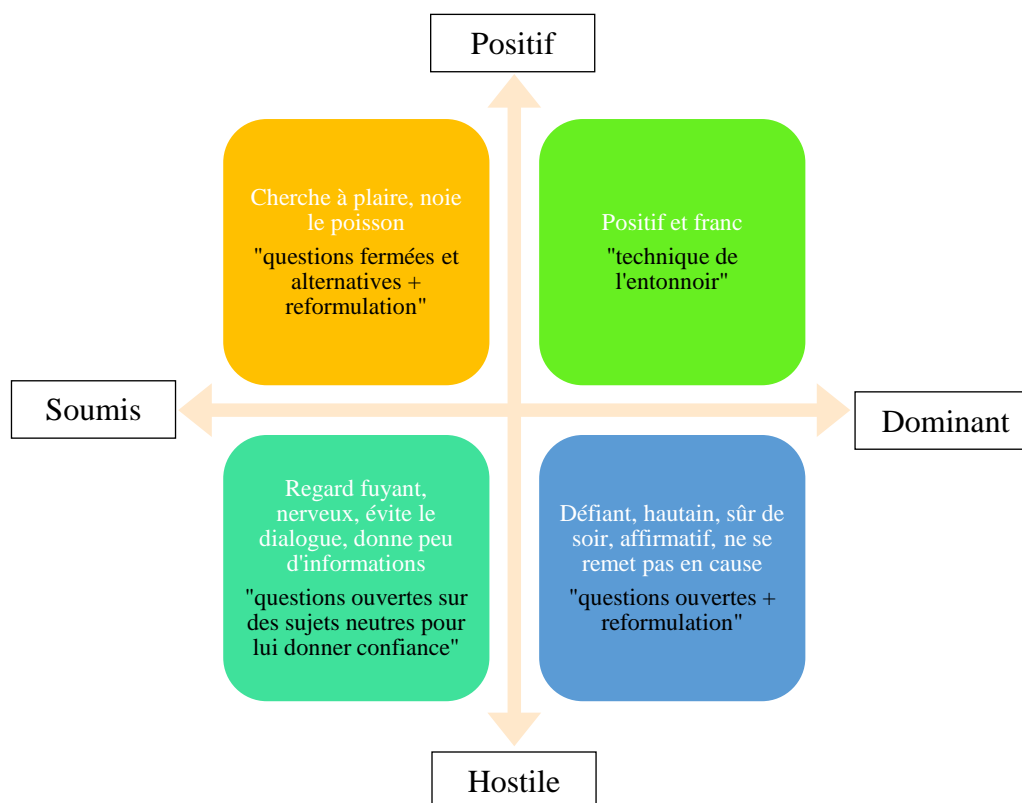 Positif
Cherche à plaire, noie
le poisson
"questions fermées et
alternatives +
reformulation"
Positif et franc
"technique de
l'entonnoir"
Soumis
Dominant
Regard fuyant,
nerveux, évite le
dialogue, donne peu
d'informations
"questions ouvertes sur
des sujets neutres pour
lui donner confiance"
Défiant, hautain, sûr de
soir, affirmatif, ne se
remet pas en cause
"questions ouvertes +
reformulation"
Hostile